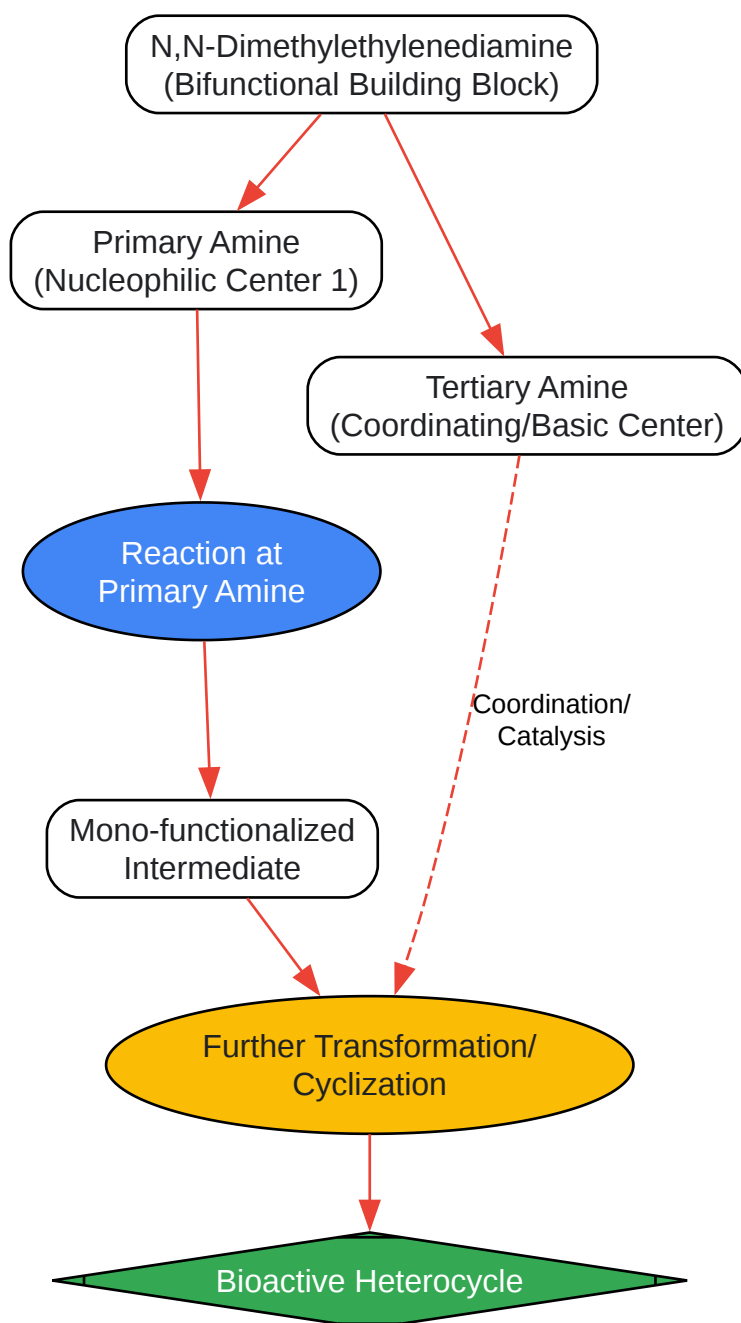 N,N-Dimethylethylenediamine
(Bifunctional Building Block)
Primary Amine
(Nucleophilic Center 1)
Tertiary Amine
(Coordinating/Basic Center)
Reaction at
Primary Amine
Coordination/
Catalysis
Mono-functionalized
Intermediate
Further Transformation/
Cyclization
Bioactive Heterocycle